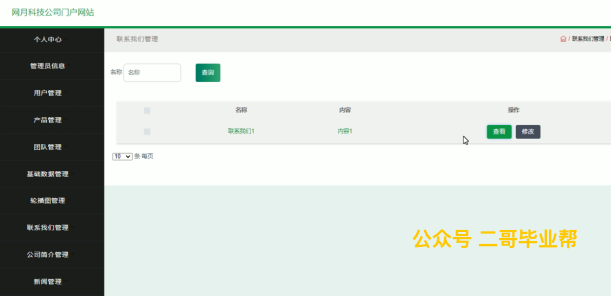 网月科技公司门户网站
个人中心
管理员信息
用户管理
产品管理
团队管理
基础数据管理
轮播图管理
联系我们管理
公司简介管理
新闻管理
联系我们管理
/ 联系我们管理 /
名称 名称 查询
名称 内容 操作
联系我们1 内容1 查看 修改
10 条 每页
公众号 二哥毕业帮